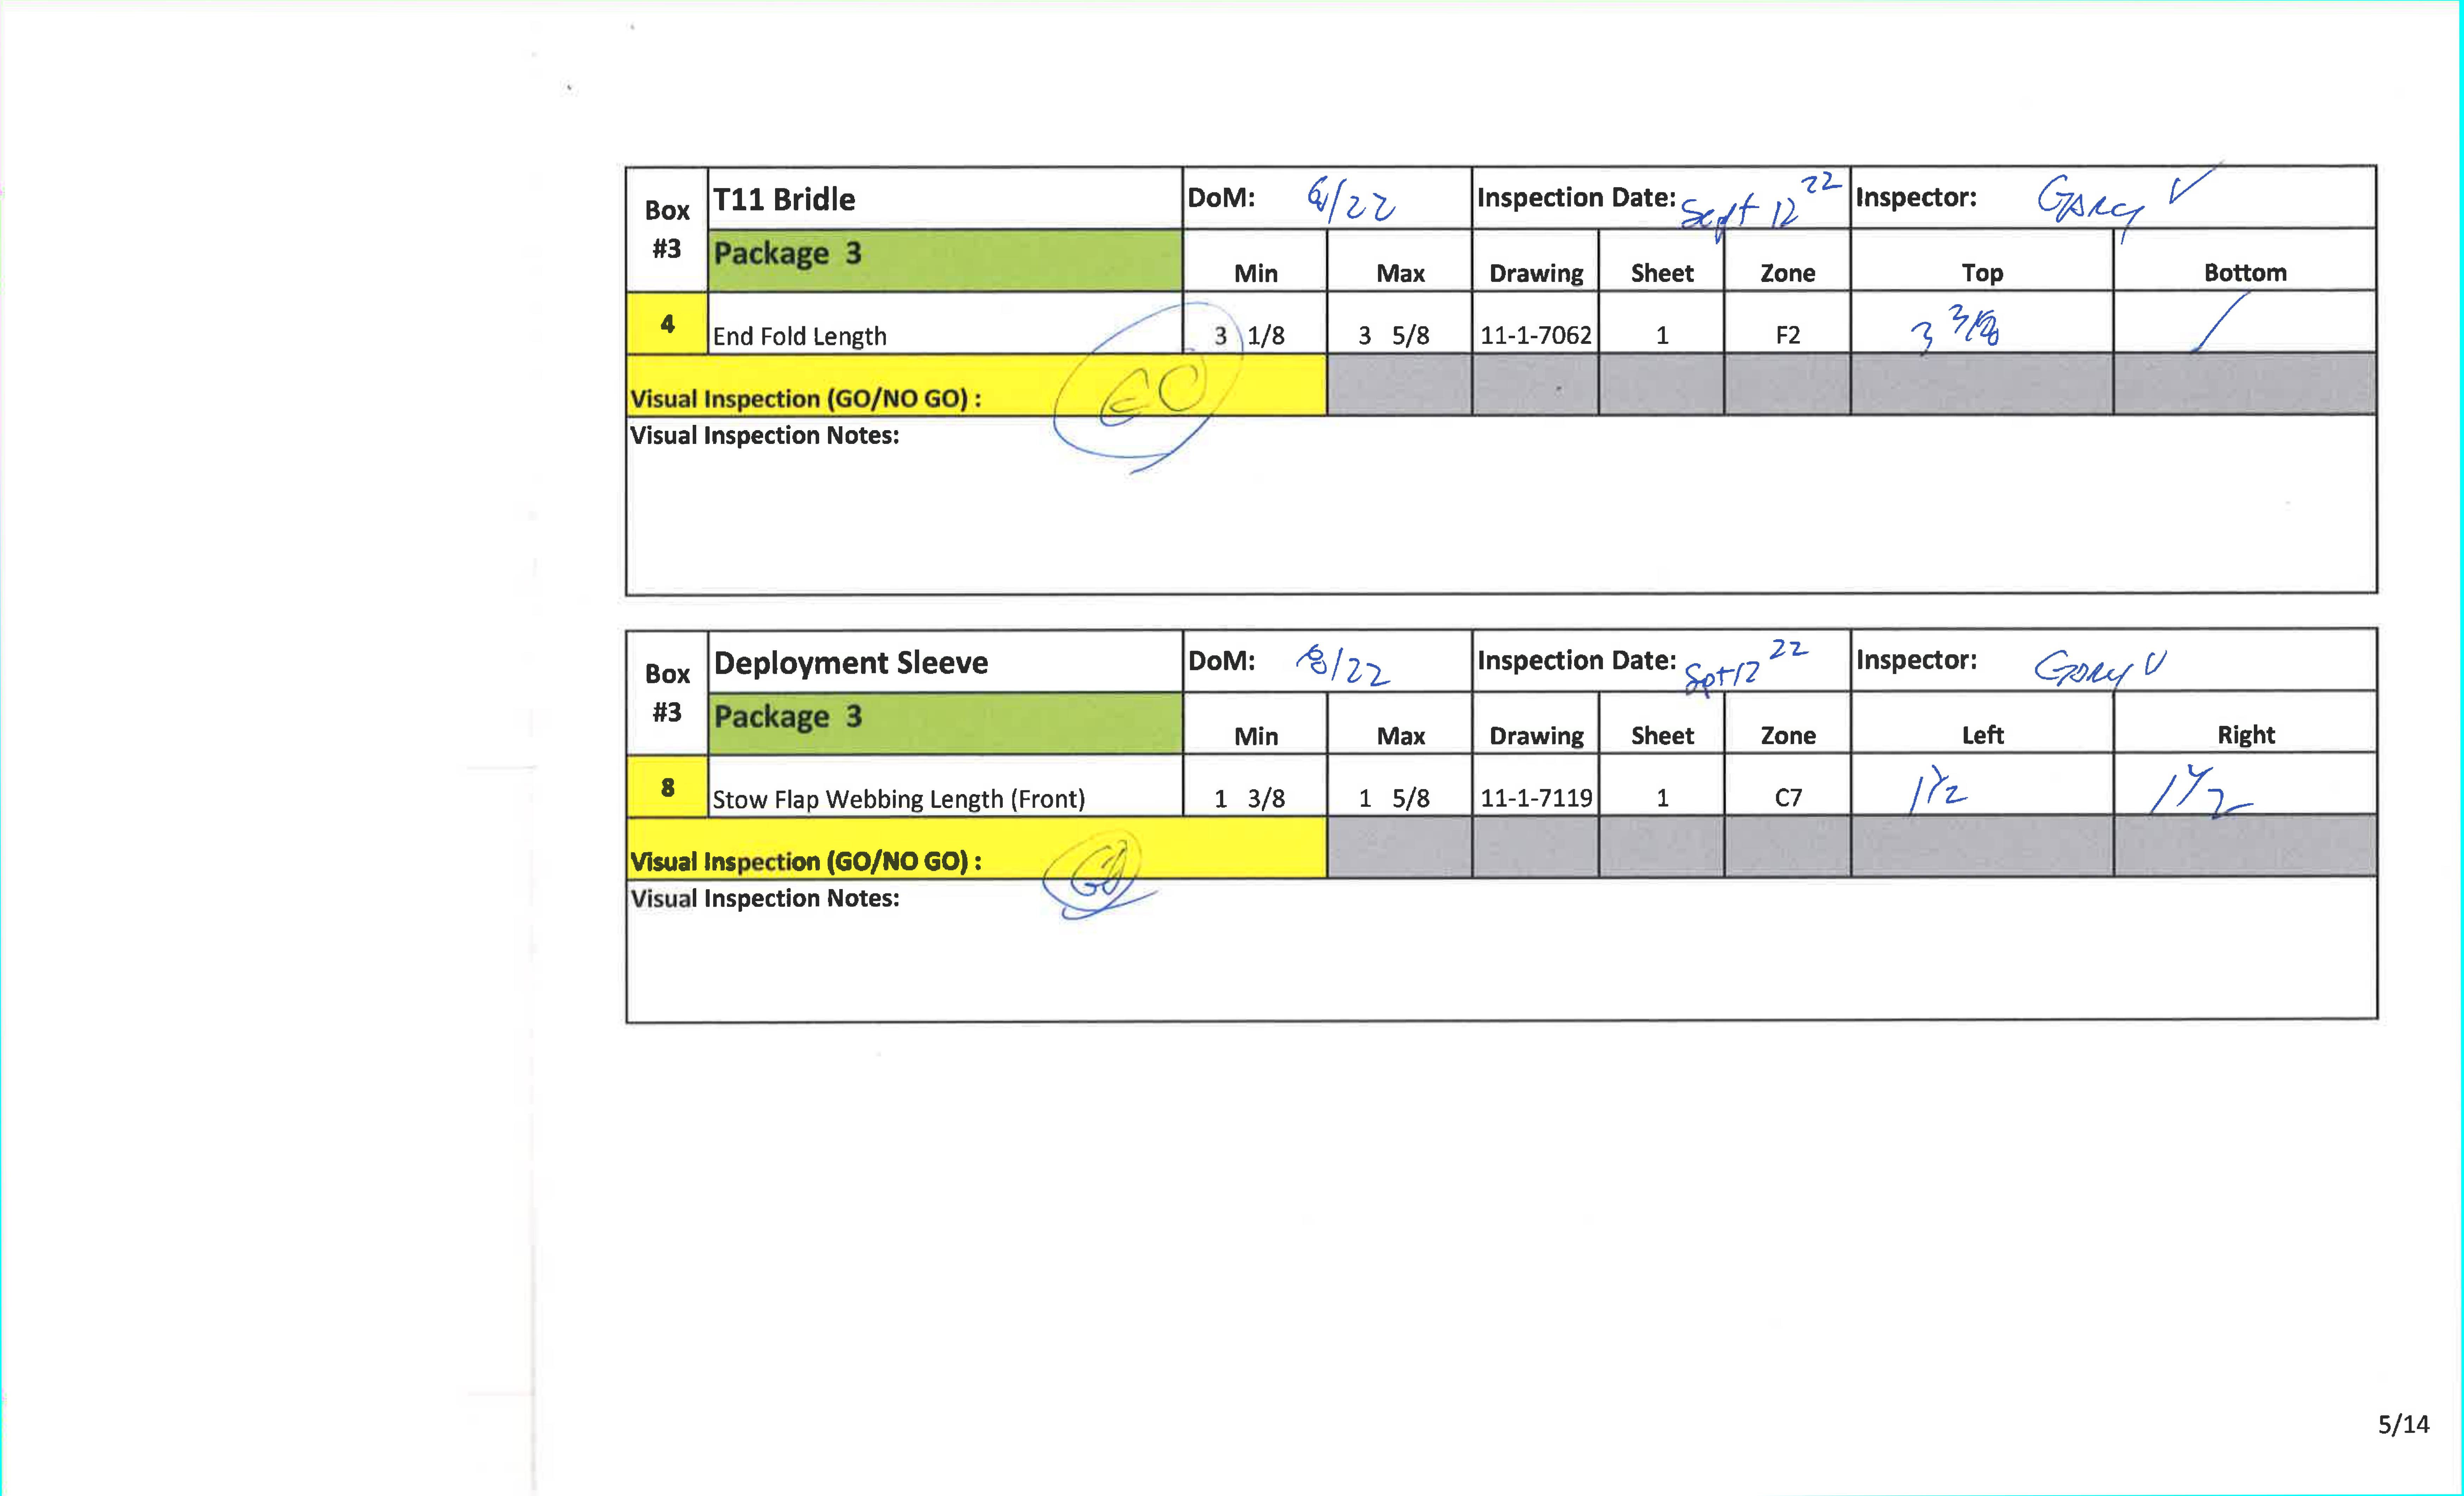 Box #3 T11 Bridle DoM: 6/22 Inspection Date: Sept 12 22 Inspector: Gary V
Package 3 Min Max Drawing Sheet Zone Top Bottom
4 End Fold Length 3 1/8 3 5/8 11-1-7062 1 F2 3 3/8 /
Visual Inspection (GO/NO GO) : GO
Visual Inspection Notes:
Box #3 Deployment Sleeve DoM: /22 Inspection Date: Spt 12 22 Inspector: Gary V
Package 3 Min Max Drawing Sheet Zone Left Right
8 Stow Flap Webbing Length (Front) 1 3/8 1 5/8 11-1-7119 1 C7 1 1/2 1 1/2
Visual Inspection (GO/NO GO) : GO
Visual Inspection Notes:
5/14